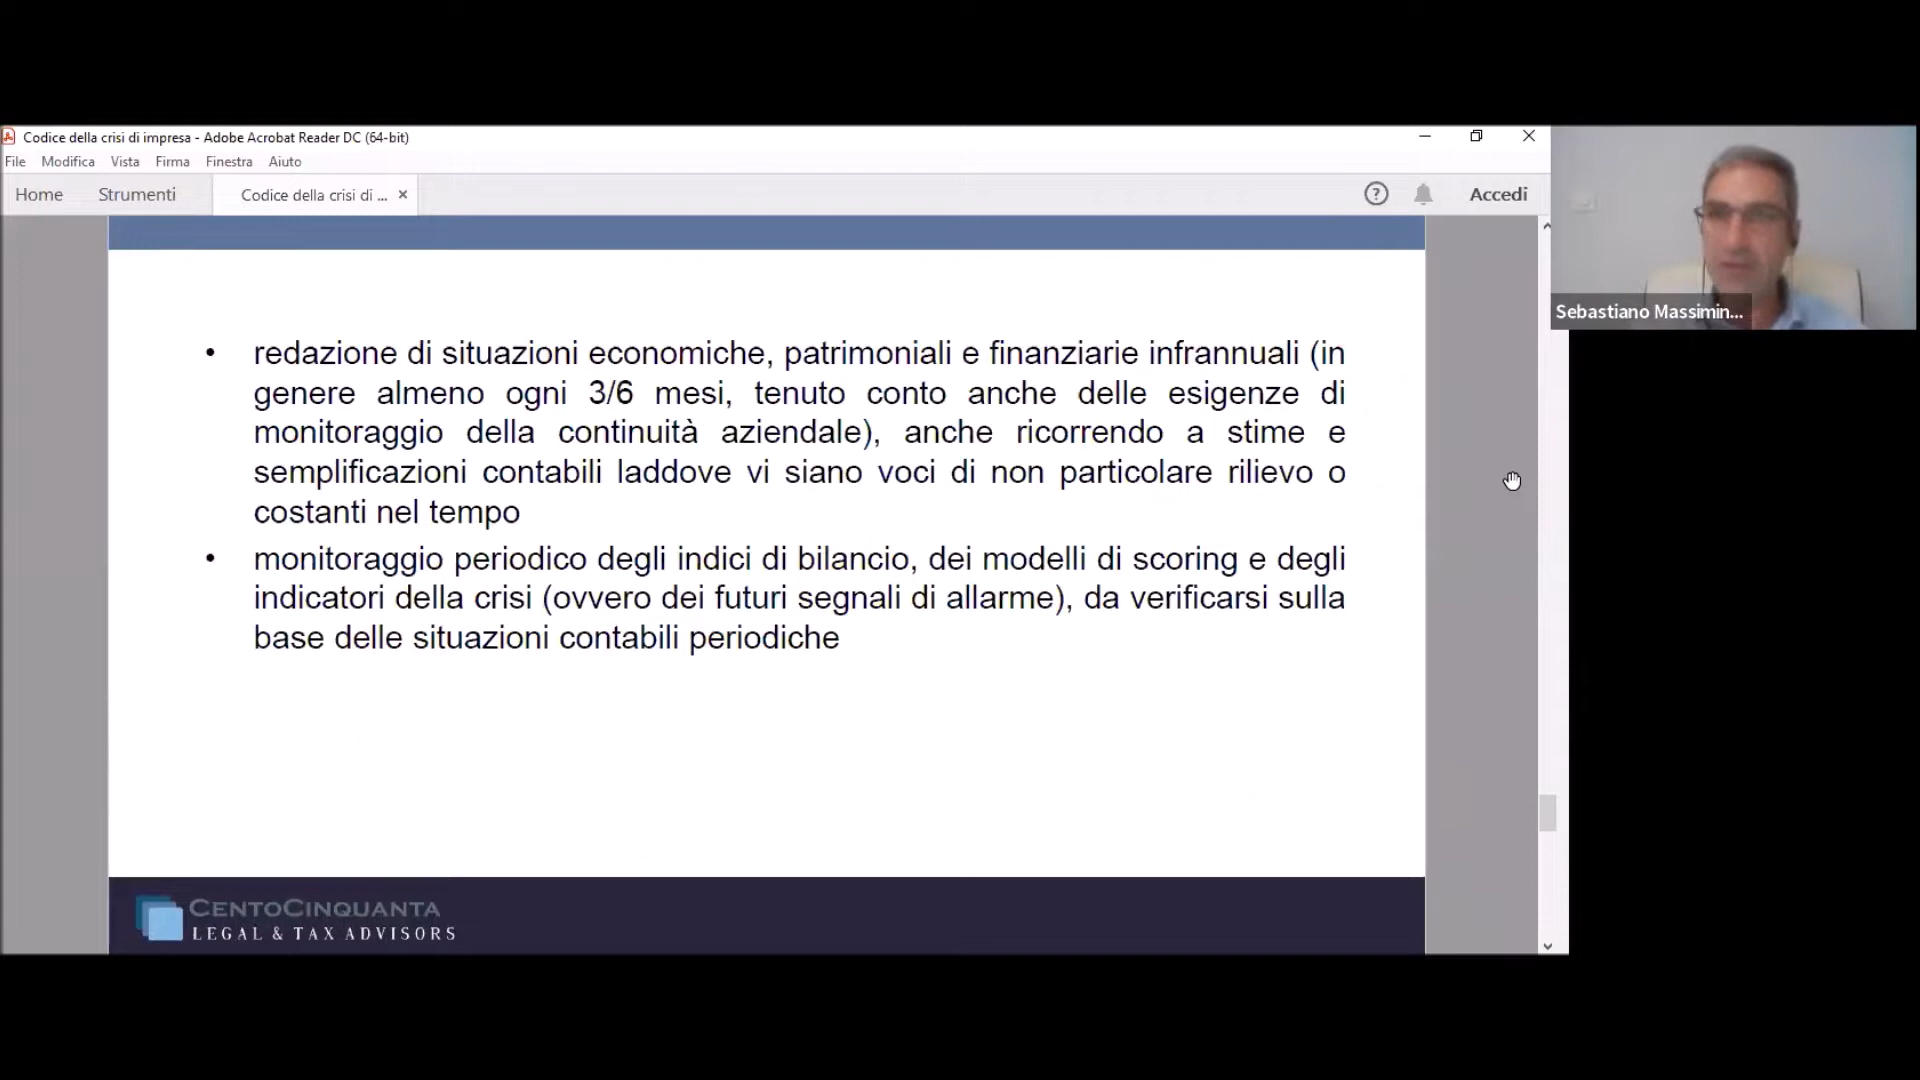 Codice della crisi di impresa - Adobe Acrobat Reader DC (64-bit)
File Modifica Vista Firma Finestra Aiuto
Home Strumenti Codice della crisi di ... × ? Accedi
Sebastiano Massimin...
• redazione di situazioni economiche, patrimoniali e finanziarie infrannuali (in
genere almeno ogni 3/6 mesi, tenuto conto anche delle esigenze di
monitoraggio della continuità aziendale), anche ricorrendo a stime e
semplificazioni contabili laddove vi siano voci di non particolare rilievo o
costanti nel tempo
• monitoraggio periodico degli indici di bilancio, dei modelli di scoring e degli
indicatori della crisi (ovvero dei futuri segnali di allarme), da verificarsi sulla
base delle situazioni contabili periodiche
CENTOCINQUANTA
LEGAL & TAX ADVISORS